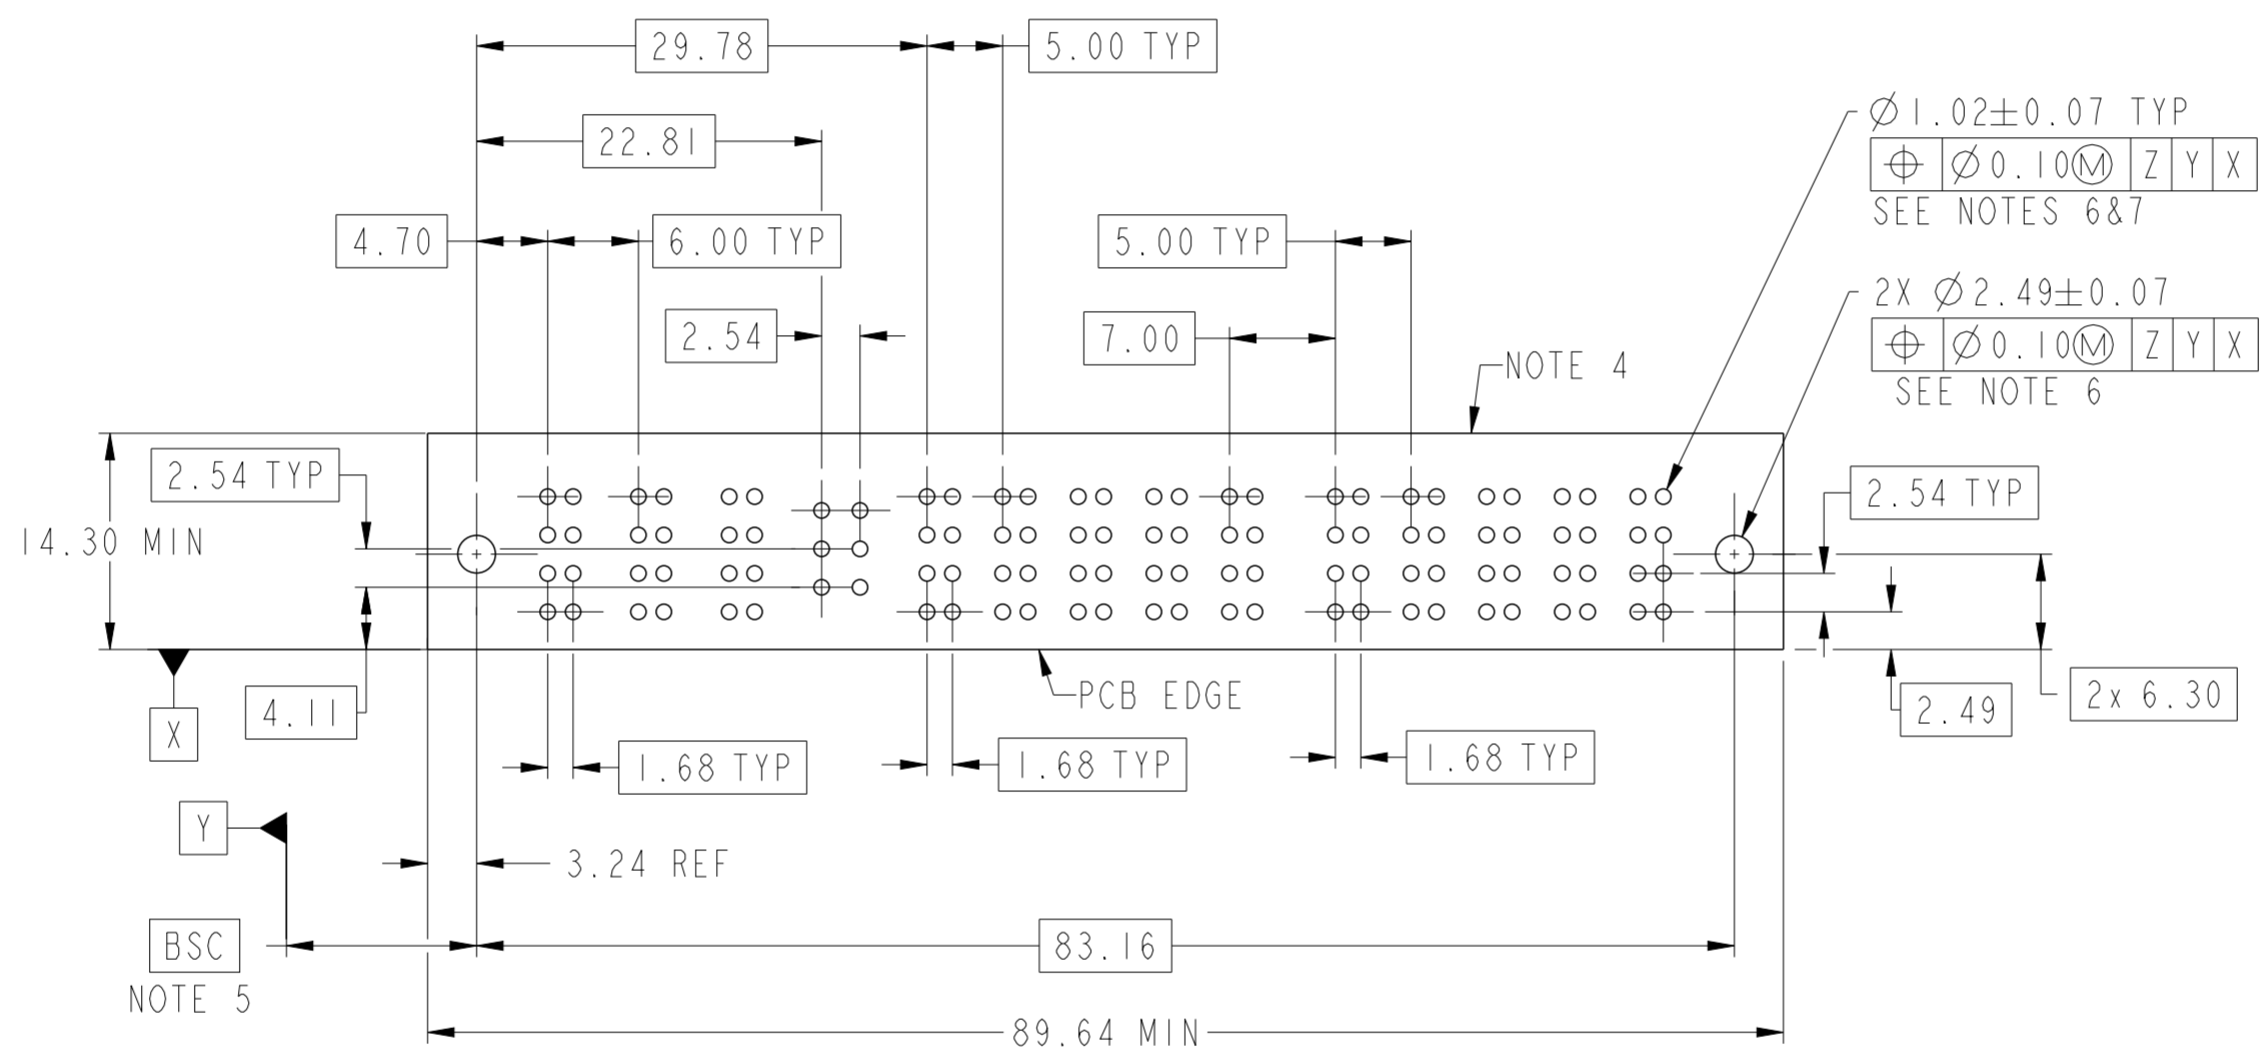 29.78
5.00 TYP
Ø1.02±0.07 TYP
⌖ Ø0.10Ⓜ Z Y X
SEE NOTES 6&7
22.81
4.70
6.00 TYP
5.00 TYP
2X Ø2.49±0.07
⌖ Ø0.10Ⓜ Z Y X
SEE NOTE 6
2.54
7.00
NOTE 4
2.54 TYP
2.54 TYP
14.30 MIN
4.11
PCB EDGE
2.49
2x 6.30
X
1.68 TYP
1.68 TYP
1.68 TYP
Y
3.24 REF
BSC
NOTE 5
83.16
89.64 MIN